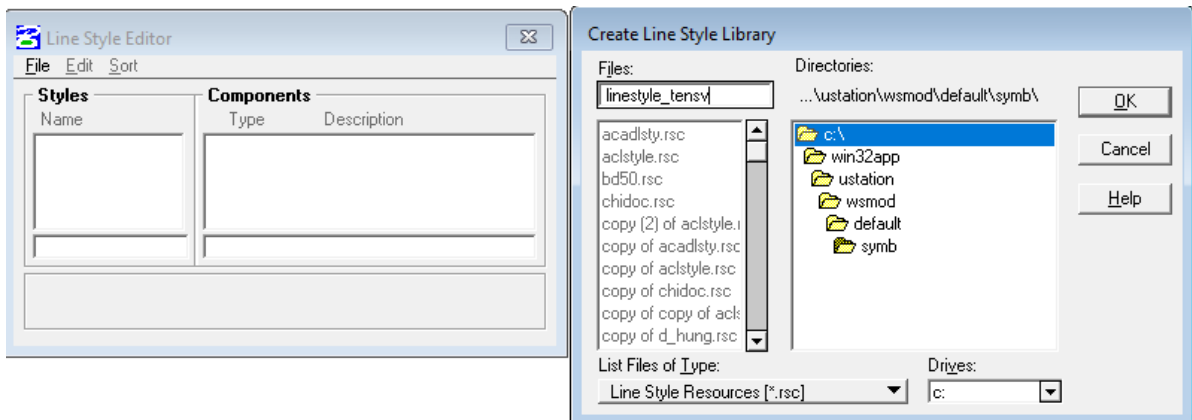 Line Style Editor
File Edit Sort
Styles
Name
Components
Type Description
Create Line Style Library
Files:
linestyle_tensv
acadlsty.rsc
aclstyle.rsc
bd50.rsc
chidoc.rsc
copy (2) of aclstyle.r
copy of acadlsty.rsc
copy of aclstyle.rsc
copy of chidoc.rsc
copy of copy of acls
copy of d_hung.rsc
List Files of Type:
Line Style Resources [*.rsc]
Directories:
...\ustation\wsmod\default\symb\
c:\
win32app
ustation
wsmod
default
symb
Drives:
c:
OK
Cancel
Help